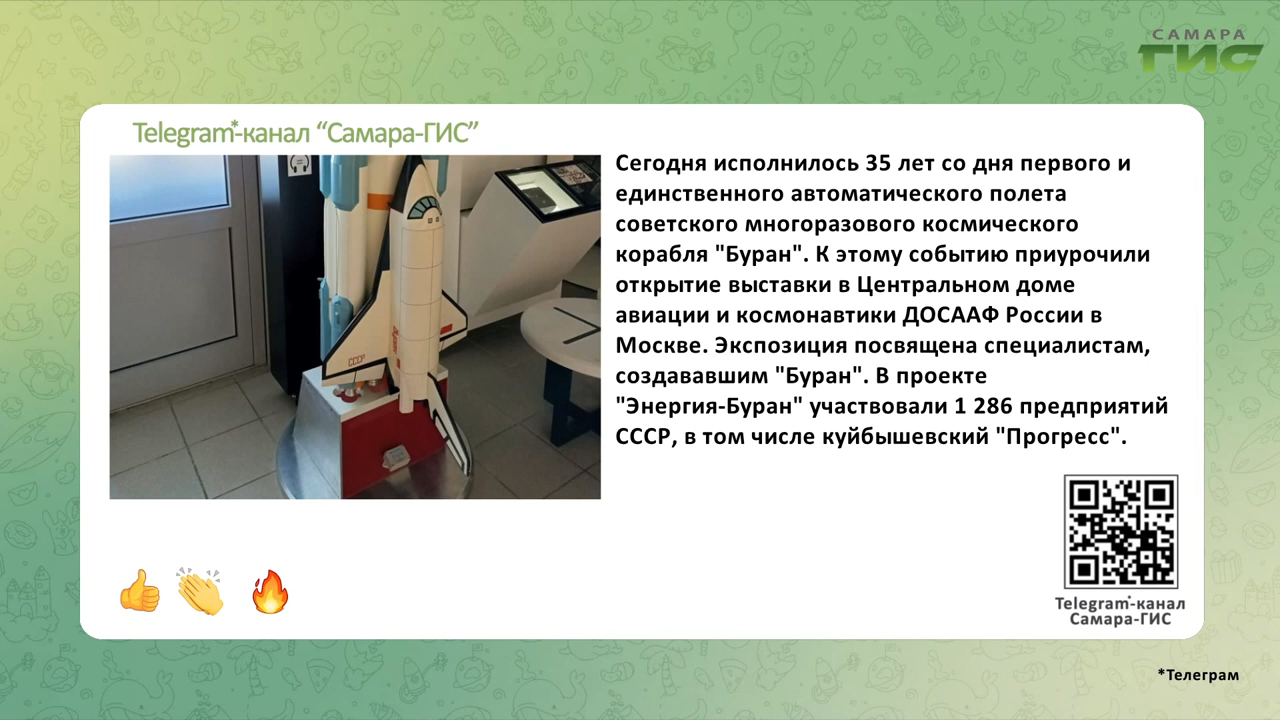 САМАРА
ГИС
Telegram*-канал “Самара-ГИС”
Сегодня исполнилось 35 лет со дня первого и
единственного автоматического полета
советского многоразового космического
корабля "Буран". К этому событию приурочили
открытие выставки в Центральном доме
авиации и космонавтики ДОСААФ России в
Москве. Экспозиция посвящена специалистам,
создававшим "Буран". В проекте
"Энергия-Буран" участвовали 1 286 предприятий
СССР, в том числе куйбышевский "Прогресс".
СССР
Telegram*-канал
Самара-ГИС
*Телеграм